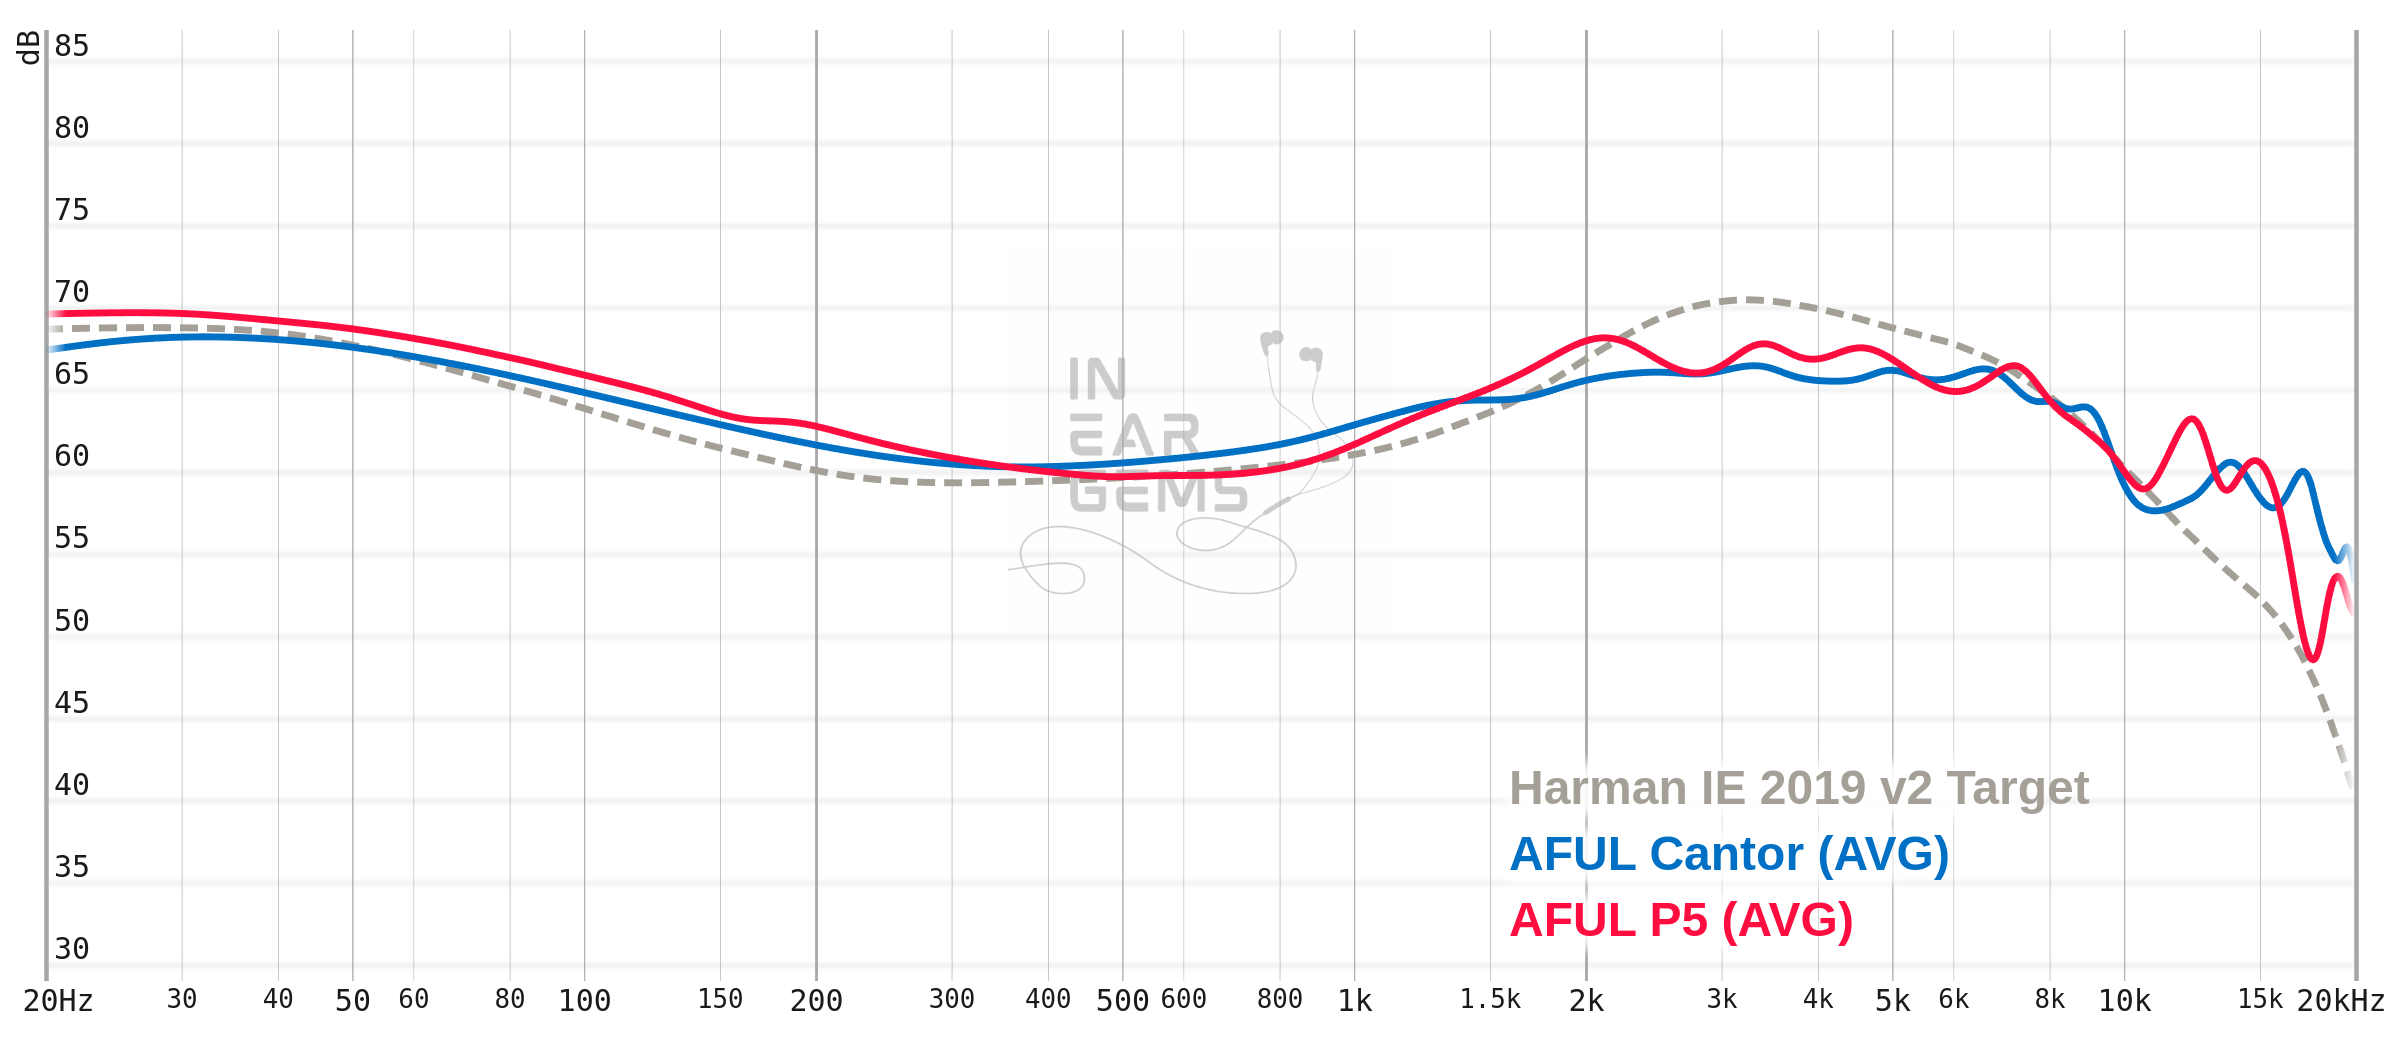 dB
85
80
75
70
65
60
55
50
45
40
35
30
IN
EAR
GEMS
Harman IE 2019 v2 Target
AFUL Cantor (AVG)
AFUL P5 (AVG)
20Hz 30 40 50 60 80 100 150 200 300 400 500 600 800 1k 1.5k 2k 3k 4k 5k 6k 8k 10k 15k 20kHz